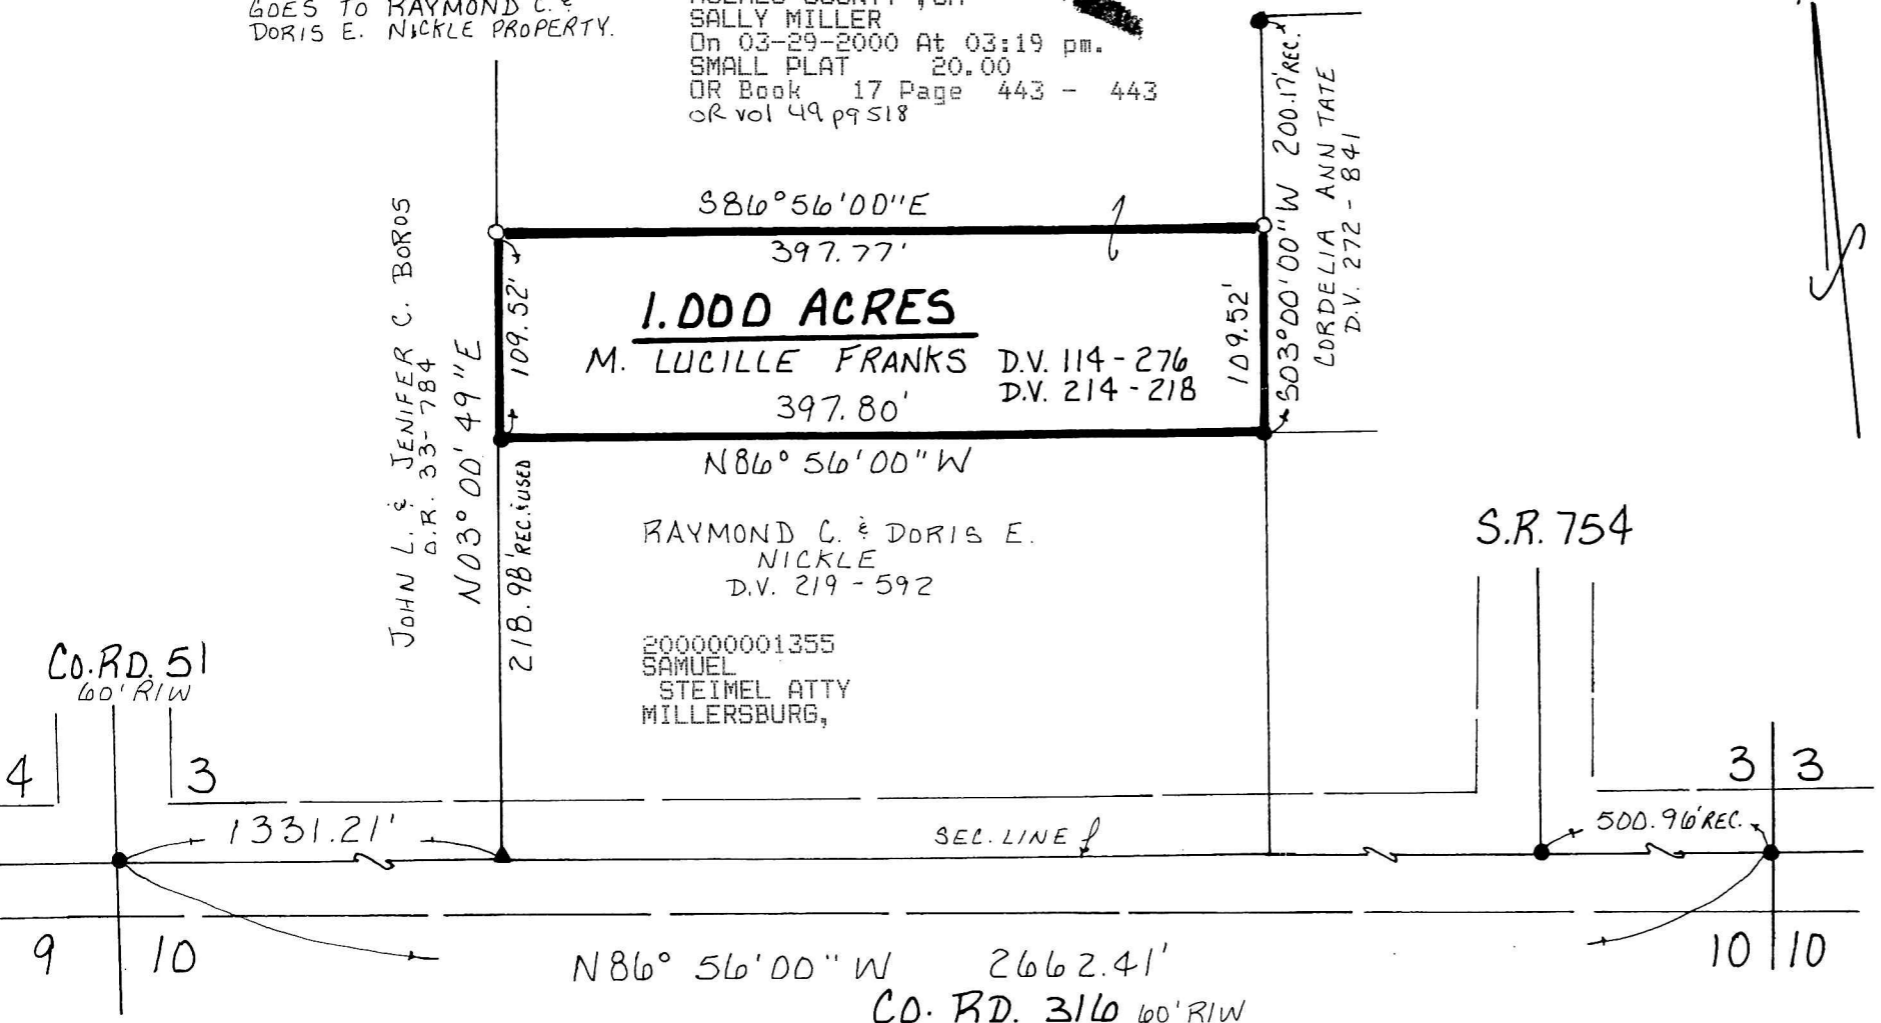 GOES TO RAYMOND C. &
DORIS E. NICKLE PROPERTY.
HOLMES COUNTY ,OH
SALLY MILLER
On 03-29-2000 At 03:19 pm.
SMALL PLAT 20.00
OR Book 17 Page 443 - 443
OR vol 49 pg 518
S86°56'00"E
397.77'
1.000 ACRES
M. LUCILLE FRANKS D.V. 114-276
D.V. 214-218
397.80'
N86°56'00"W
109.52'
109.52'
S03°00'00"W 200.17'REC.
CORDELIA ANN TATE
D.V. 272-841
JOHN L. & JENIFER C. BOROS
O.R. 33-784
N03°00'49"E
218.98'REC.&USED
RAYMOND C. & DORIS E.
NICKLE
D.V. 219-592
200000001355
SAMUEL
STEIMEL ATTY
MILLERSBURG,
S.R. 754
CO.RD. 51
60'R/W
4
3
3
3
1331.21'
SEC. LINE
500.96'REC.
9
10
10
10
N86°56'00"W 2662.41'
CO. RD. 316 60'R/W